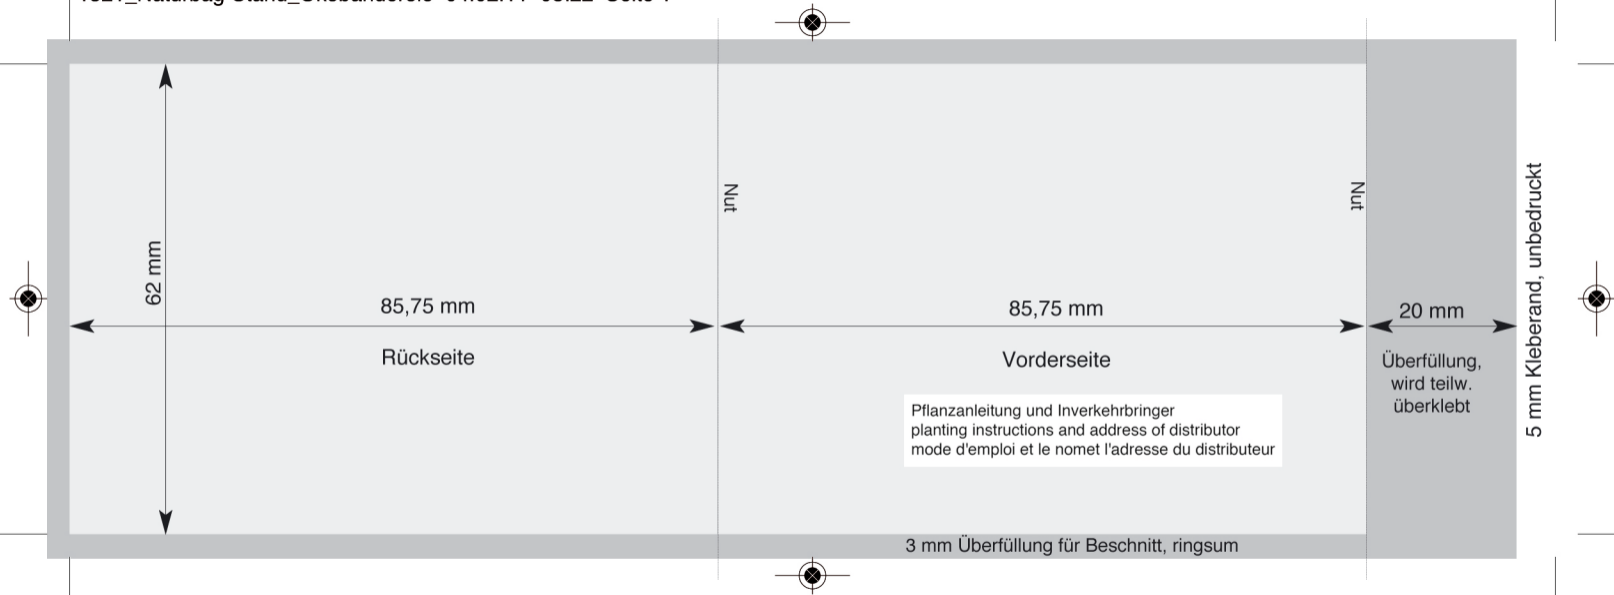 Nut
Nut
62 mm
85,75 mm
Rückseite
85,75 mm
Vorderseite
20 mm
Überfüllung,
wird teilw.
überklebt
5 mm Kleberand, unbedruckt
Pflanzanleitung und Inverkehrbringer
planting instructions and address of distributor
mode d'emploi et le nomet l'adresse du distributeur
3 mm Überfüllung für Beschnitt, ringsum